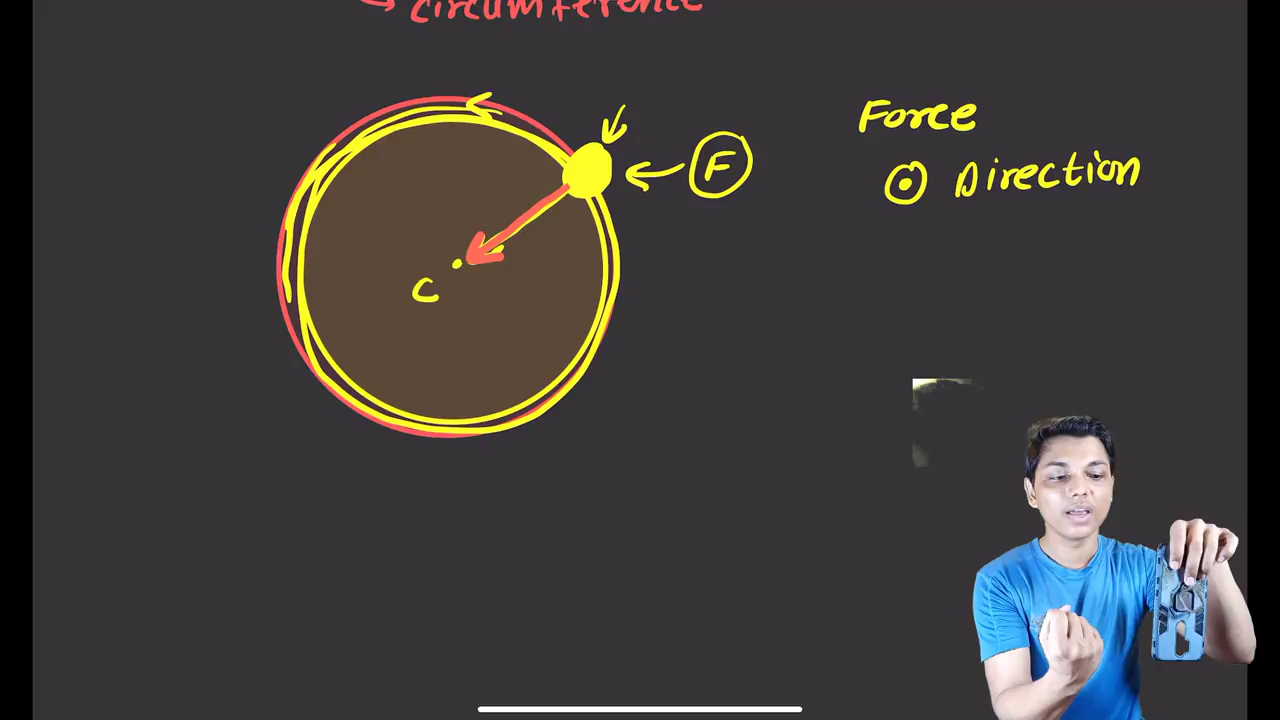 ↳ circumference
Force
F
⊙ Direction
C